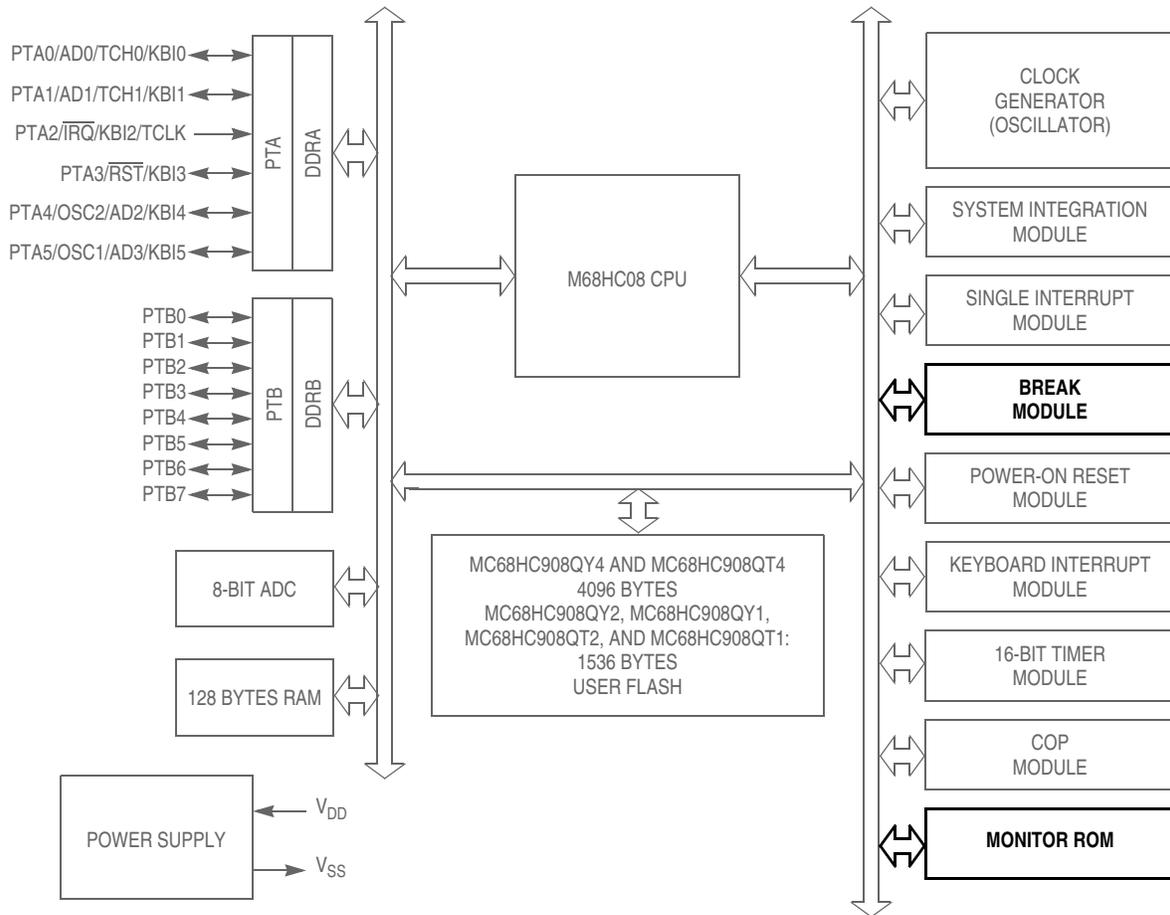 PTA0/AD0/TCH0/KBI0
PTA1/AD1/TCH1/KBI1
PTA2/IRQ/KBI2/TCLK
PTA3/RST/KBI3
PTA4/OSC2/AD2/KBI4
PTA5/OSC1/AD3/KBI5
PTA
DDRA
PTB0
PTB1
PTB2
PTB3
PTB4
PTB5
PTB6
PTB7
PTB
DDRB
8-BIT ADC
128 BYTES RAM
POWER SUPPLY
VDD
VSS
M68HC08 CPU
MC68HC908QY4 AND MC68HC908QT4
4096 BYTES
MC68HC908QY2, MC68HC908QY1,
MC68HC908QT2, AND MC68HC908QT1:
1536 BYTES
USER FLASH
CLOCK
GENERATOR
(OSCILLATOR)
SYSTEM INTEGRATION
MODULE
SINGLE INTERRUPT
MODULE
BREAK
MODULE
POWER-ON RESET
MODULE
KEYBOARD INTERRUPT
MODULE
16-BIT TIMER
MODULE
COP
MODULE
MONITOR ROM